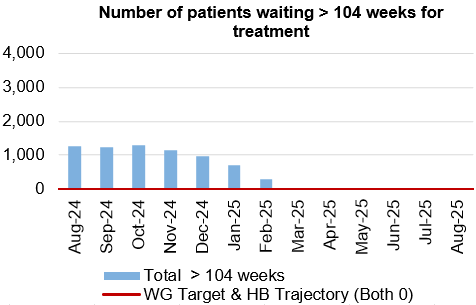 Number of patients waiting > 104 weeks for
treatment
4,000
3,000
2,000
1,000
0
Aug-24
Sep-24
Oct-24
Nov-24
Dec-24
Jan-25
Feb-25
Mar-25
Apr-25
May-25
Jun-25
Jul-25
Aug-25
Total > 104 weeks
WG Target & HB Trajectory (Both 0)